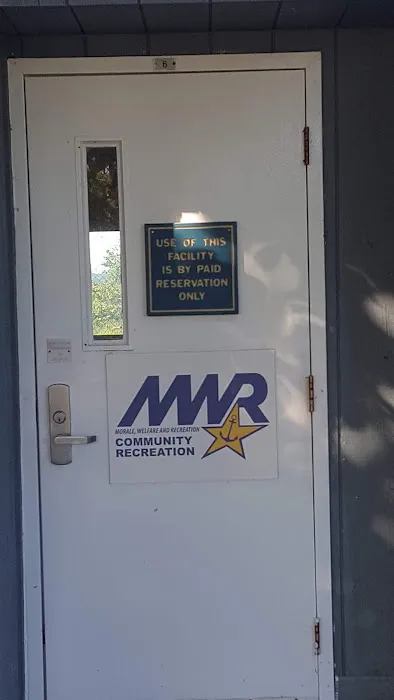 6
USE OF THIS
FACILITY
IS BY PAID
RESERVATION
ONLY
MWR
MORALE, WELFARE AND RECREATION
COMMUNITY
RECREATION